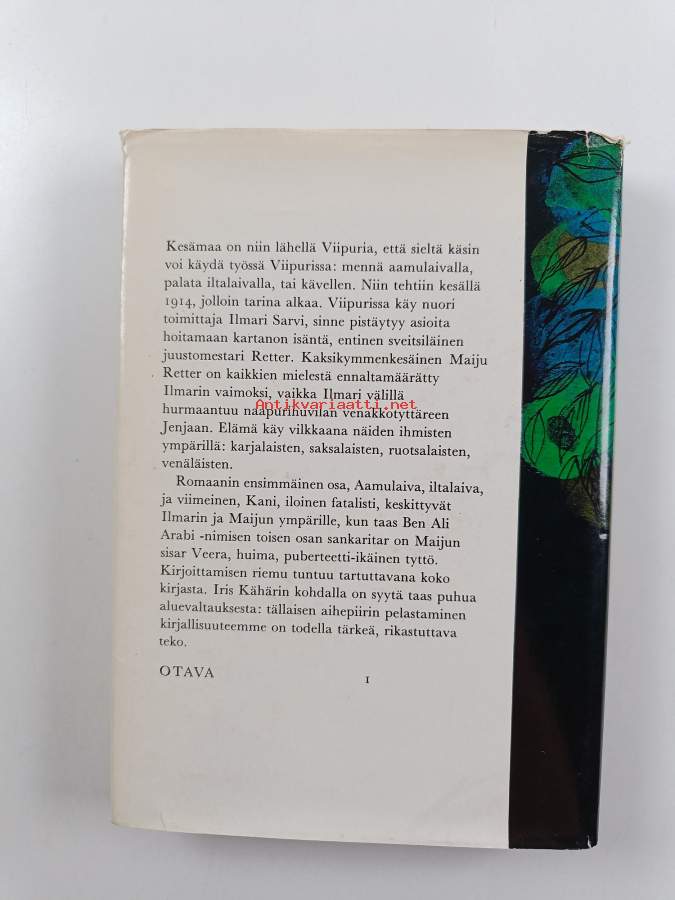 Kesämaa on niin lähellä Viipuria, että sieltä käsin
voi käydä työssä Viipurissa: mennä aamulaivalla,
palata iltalaivalla, tai kävellen. Niin tehtiin kesällä
1914, jolloin tarina alkaa. Viipurissa käy nuori
toimittaja Ilmari Sarvi, sinne pistäytyy asioita
hoitamaan kartanon isäntä, entinen sveitsiläinen
juustomestari Retter. Kaksikymmenkesäinen Maiju
Retter on kaikkien mielestä ennaltamäärätty
Ilmarin vaimoksi, vaikka Ilmari välillä
Antikvariaatti.net
hurmaantuu naapurihuvilan venakkotyttäreen
Jenjaan. Elämä käy vilkkaana näiden ihmisten
ympärillä: karjalaisten, saksalaisten, ruotsalaisten,
venäläisten.
Romaanin ensimmäinen osa, Aamulaiva, iltalaiva,
ja viimeinen, Kani, iloinen fatalisti, keskittyvät
Ilmarin ja Maijun ympärille, kun taas Ben Ali
Arabi -nimisen toisen osan sankaritar on Maijun
sisar Veera, huima, puberteetti-ikäinen tyttö.
Kirjoittamisen riemu tuntuu tartuttavana koko
kirjasta. Iris Kähärin kohdalla on syytä taas puhua
aluevaltauksesta: tällaisen aihepiirin pelastaminen
kirjallisuuteemme on todella tärkeä, rikastuttava
teko.
OTAVA 1